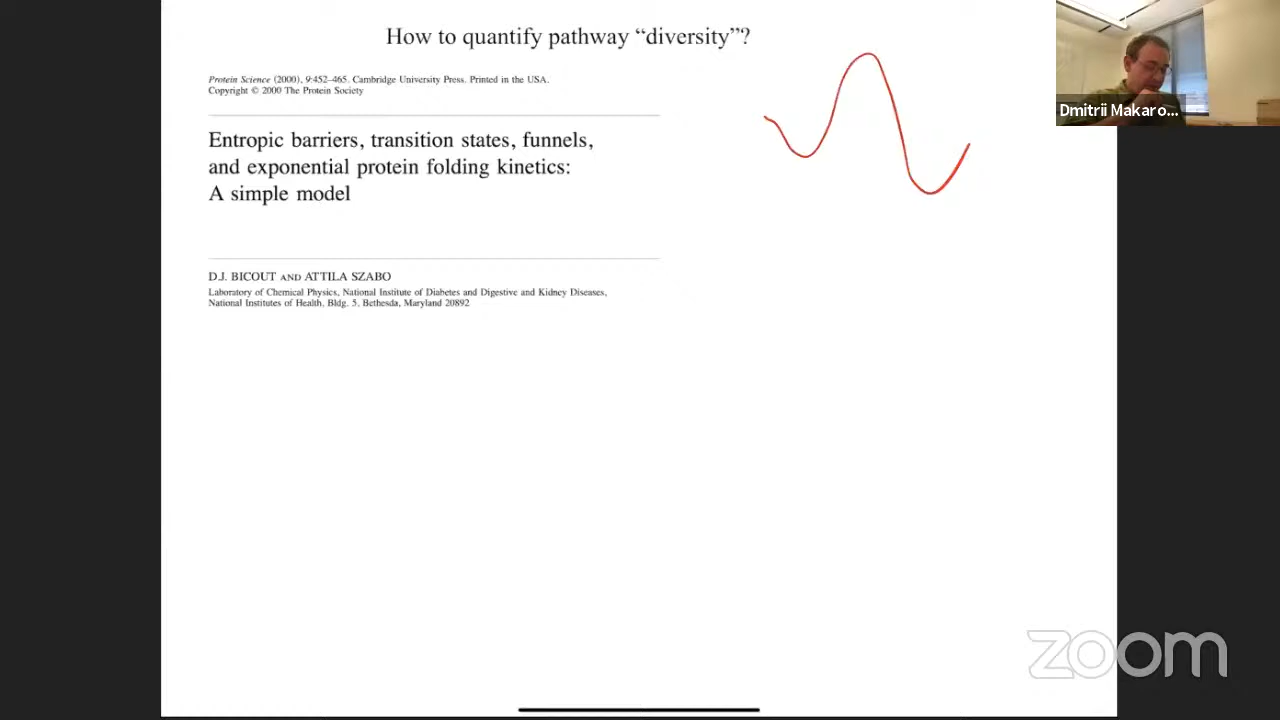 How to quantify pathway “diversity”?
Protein Science (2000), 9:452–465. Cambridge University Press. Printed in the USA.
Copyright © 2000 The Protein Society
Entropic barriers, transition states, funnels,
and exponential protein folding kinetics:
A simple model
D.J. BICOUT AND ATTILA SZABO
Laboratory of Chemical Physics, National Institute of Diabetes and Digestive and Kidney Diseases,
National Institutes of Health, Bldg. 5, Bethesda, Maryland 20892
Dmitrii Makaro...
zoom